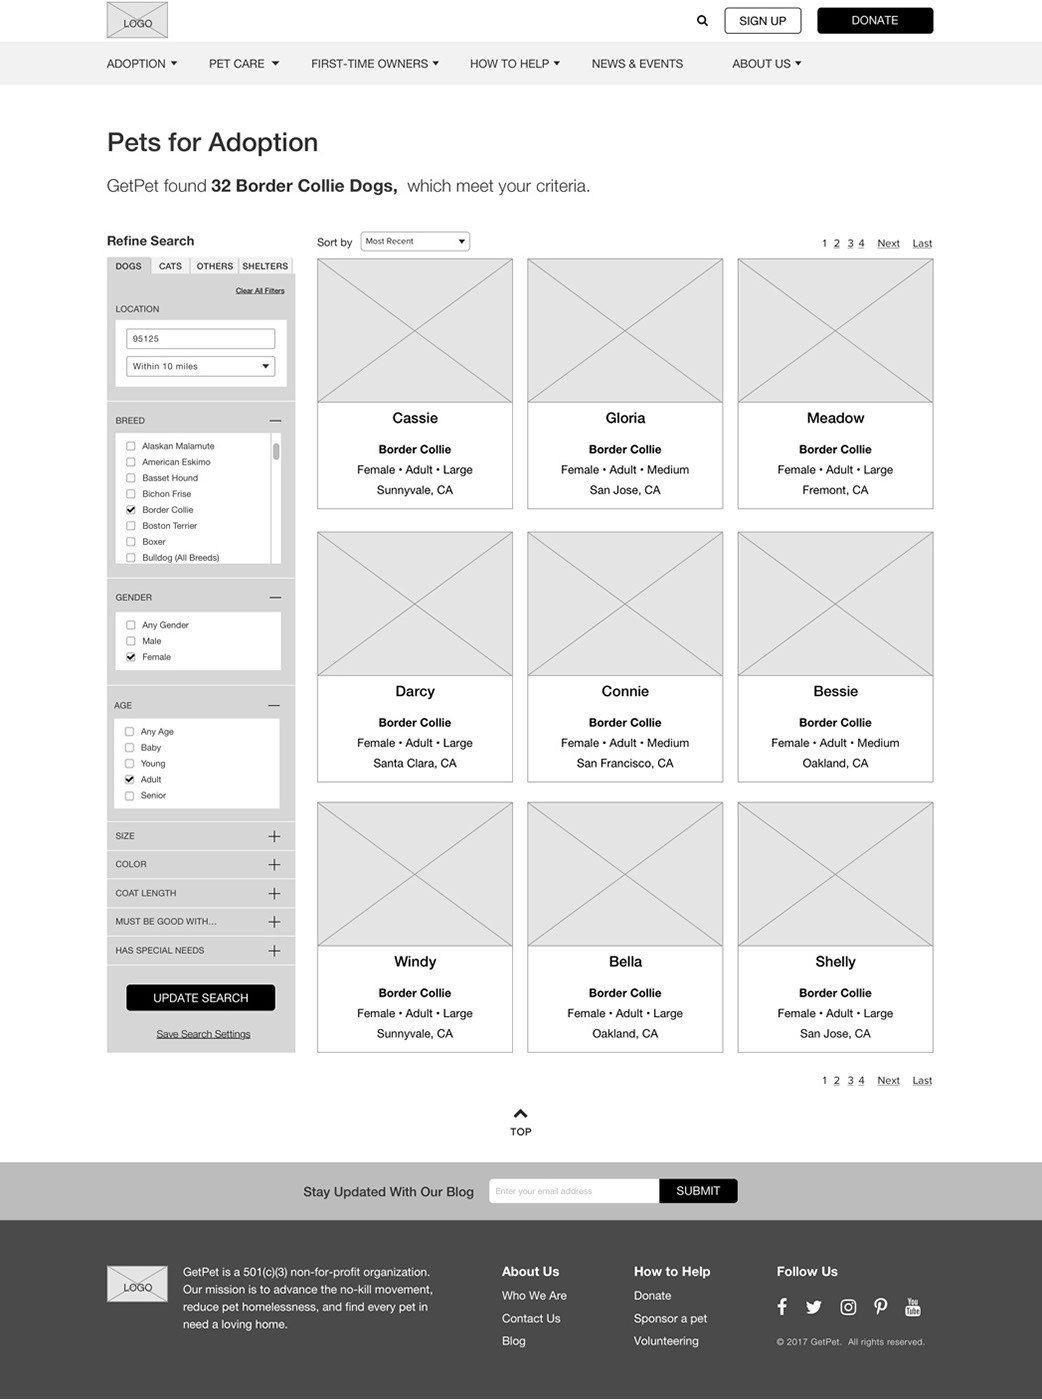 LOGO
SIGN UP
DONATE
ADOPTION
PET CARE
FIRST-TIME OWNERS
HOW TO HELP
NEWS & EVENTS
ABOUT US
Pets for Adoption
GetPet found 32 Border Collie Dogs, which meet your criteria.
Refine Search
DOGS
CATS
OTHERS
SHELTERS
Clear All Filters
LOCATION
95125
Within 10 miles
BREED
Alaskan Malamute
American Eskimo
Basset Hound
Bichon Frise
Border Collie
Boston Terrier
Boxer
Bulldog (All Breeds)
GENDER
Any Gender
Male
Female
AGE
Any Age
Baby
Young
Adult
Senior
SIZE
COLOR
COAT LENGTH
MUST BE GOOD WITH...
HAS SPECIAL NEEDS
UPDATE SEARCH
Save Search Settings
Sort by Most Recent
1 2 3 4 Next Last
Cassie
Border Collie
Female • Adult • Large
Sunnyvale, CA
Gloria
Border Collie
Female • Adult • Medium
San Jose, CA
Meadow
Border Collie
Female • Adult • Large
Fremont, CA
Darcy
Border Collie
Female • Adult • Large
Santa Clara, CA
Connie
Border Collie
Female • Adult • Medium
San Francisco, CA
Bessie
Border Collie
Female • Adult • Medium
Oakland, CA
Windy
Border Collie
Female • Adult • Large
Sunnyvale, CA
Bella
Border Collie
Female • Adult • Large
Oakland, CA
Shelly
Border Collie
Female • Adult • Large
San Jose, CA
1 2 3 4 Next Last
TOP
Stay Updated With Our Blog
Enter your email address
SUBMIT
LOGO
GetPet is a 501(c)(3) non-for-profit organization.
Our mission is to advance the no-kill movement,
reduce pet homelessness, and find every pet in
need a loving home.
About Us
Who We Are
Contact Us
Blog
How to Help
Donate
Sponsor a pet
Volunteering
Follow Us
You
Tube
© 2017 GetPet. All rights reserved.